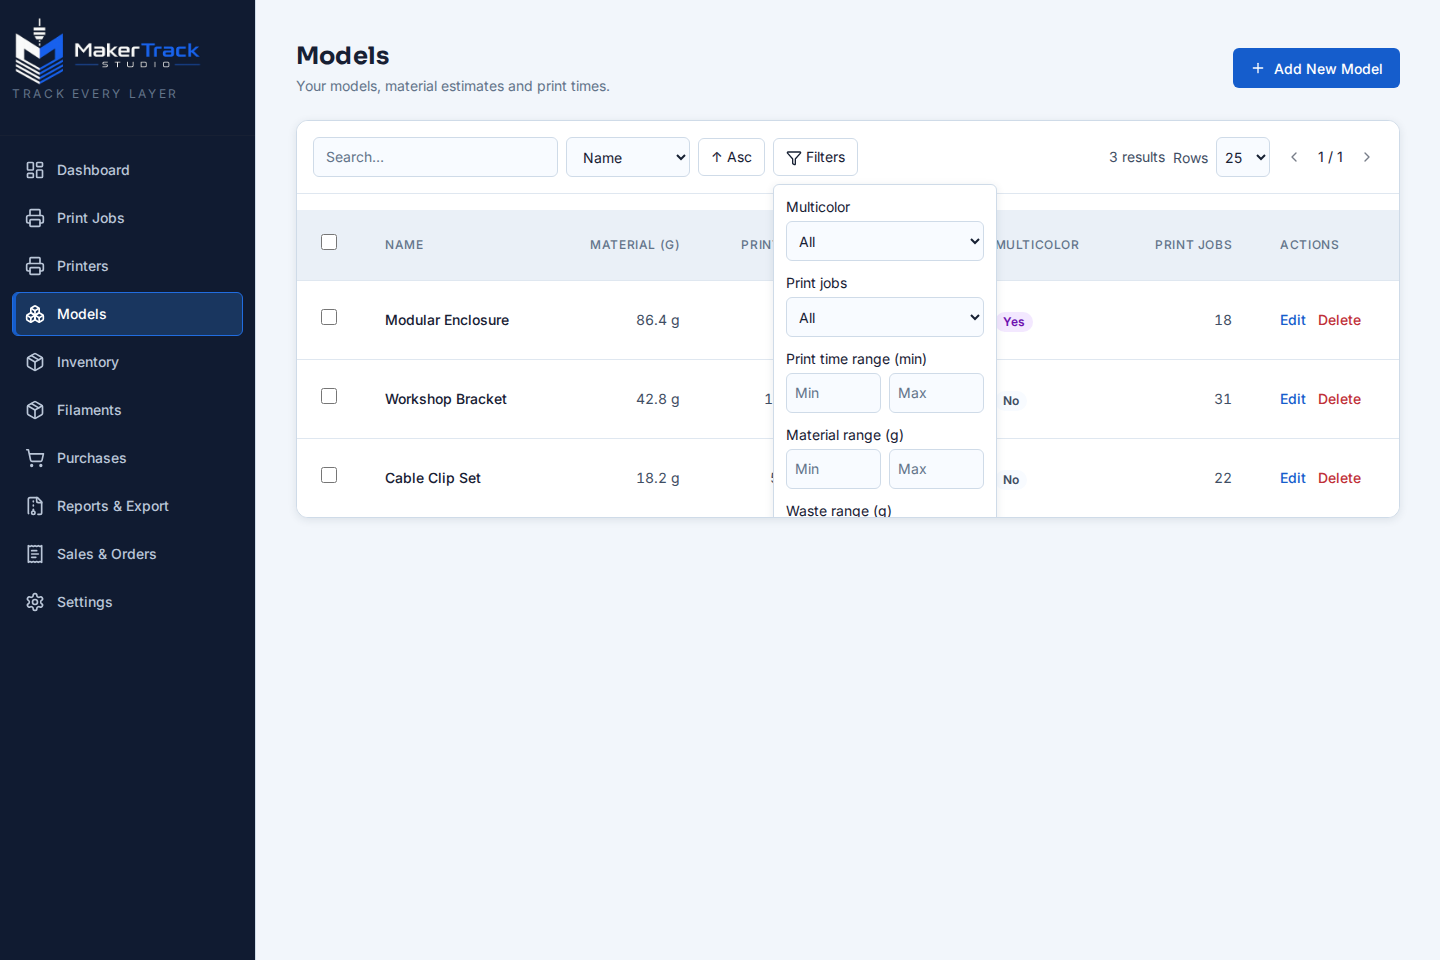 MakerTrack
STUDIO
TRACK EVERY LAYER
Dashboard
Print Jobs
Printers
Models
Inventory
Filaments
Purchases
Reports & Export
Sales & Orders
Settings
Models
Your models, material estimates and print times.
+ Add New Model
Search...
Name
↑ Asc
Filters
3 results Rows 25 1 / 1
Multicolor
All
Print jobs
All
Print time range (min)
Min Max
Material range (g)
Min Max
Waste range (g)
NAME MATERIAL (G) PRIN MULTICOLOR PRINT JOBS ACTIONS
Modular Enclosure 86.4 g Yes 18 Edit Delete
Workshop Bracket 42.8 g 1 No 31 Edit Delete
Cable Clip Set 18.2 g No 22 Edit Delete